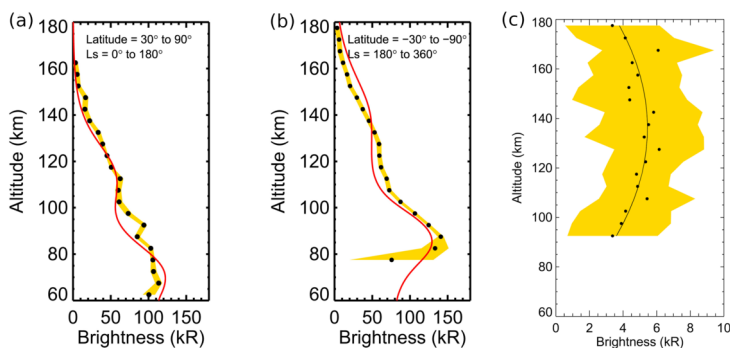 (a)
Latitude = 30° to 90°
Ls = 0° to 180°
180
160
140
120
100
80
60
Altitude (km)
0 50 100 150
Brightness (kR)
(b)
Latitude = −30° to −90°
Ls = 180° to 360°
180
160
140
120
100
80
60
Altitude (km)
0 50 100 150
Brightness (kR)
(c)
180
160
140
120
100
80
60
Altitude (km)
0 2 4 6 8 10
Brightness (kR)